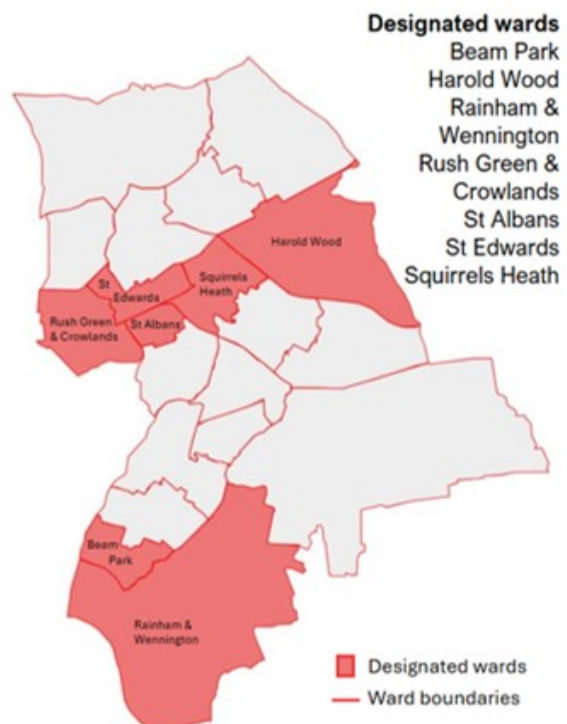 Designated wards
Beam Park
Harold Wood
Rainham &
Wennington
Rush Green &
Crowlands
St Albans
St Edwards
Squirrels Heath
Harold Wood
Squirrels
Heath
St
Edwards
Rush Green
& Crowlands
St Albans
Beam
Park
Rainham &
Wennington
Designated wards
Ward boundaries